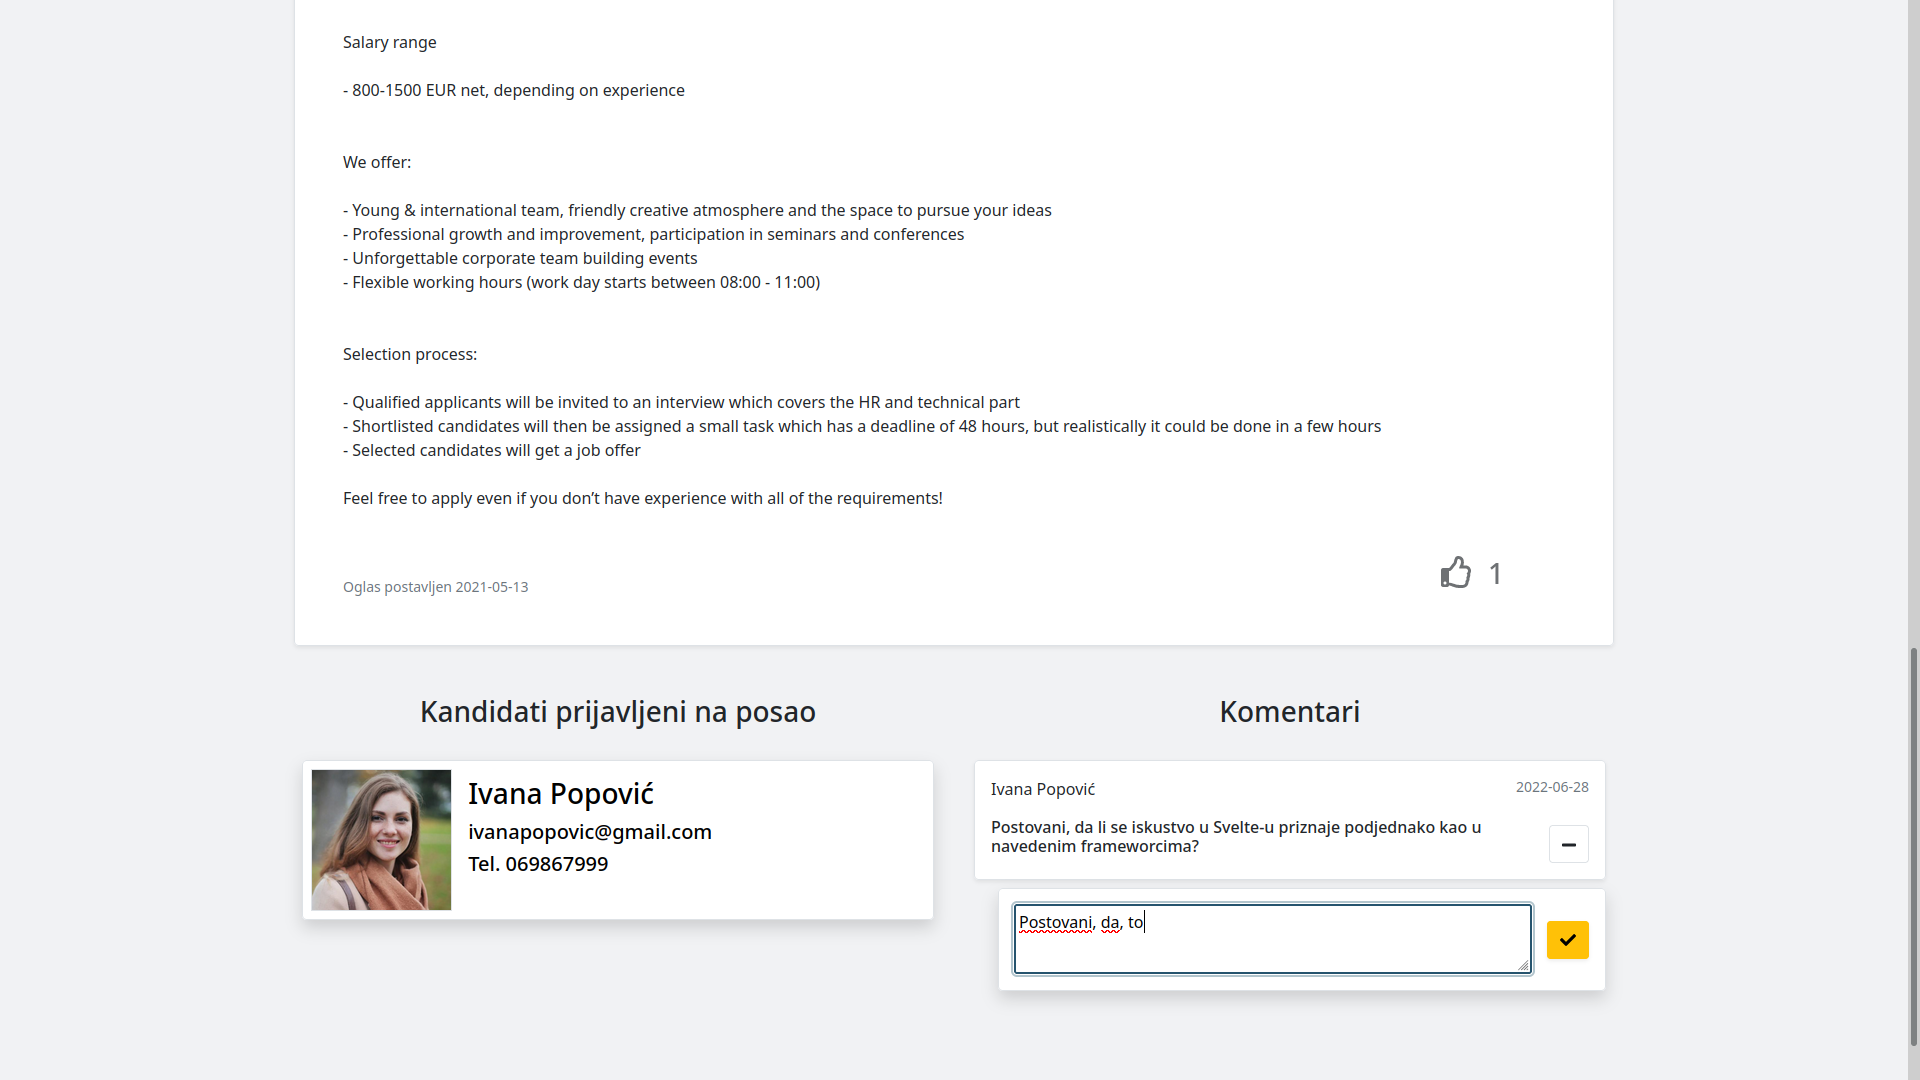 Salary range
- 800-1500 EUR net, depending on experience
We offer:
- Young & international team, friendly creative atmosphere and the space to pursue your ideas
- Professional growth and improvement, participation in seminars and conferences
- Unforgettable corporate team building events
- Flexible working hours (work day starts between 08:00 - 11:00)
Selection process:
- Qualified applicants will be invited to an interview which covers the HR and technical part
- Shortlisted candidates will then be assigned a small task which has a deadline of 48 hours, but realistically it could be done in a few hours
- Selected candidates will get a job offer
Feel free to apply even if you don’t have experience with all of the requirements!
Oglas postavljen 2021-05-13
1
Kandidati prijavljeni na posao
Ivana Popović
ivanapopovic@gmail.com
Tel. 069867999
Komentari
Ivana Popović
2022-06-28
Postovani, da li se iskustvo u Svelte-u priznaje podjednako kao u
navedenim frameworcima?
Postovani, da, to